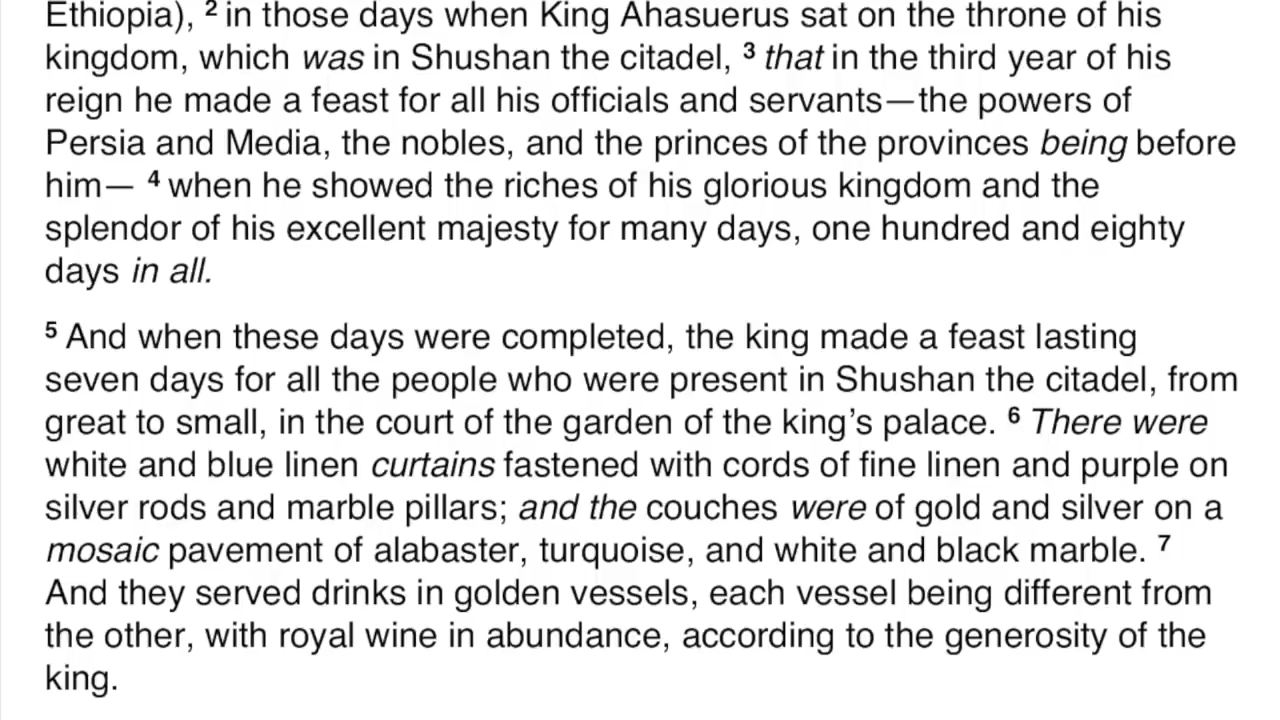 Ethiopia), 2 in those days when King Ahasuerus sat on the throne of his
kingdom, which was in Shushan the citadel, 3 that in the third year of his
reign he made a feast for all his officials and servants—the powers of
Persia and Media, the nobles, and the princes of the provinces being before
him— 4 when he showed the riches of his glorious kingdom and the
splendor of his excellent majesty for many days, one hundred and eighty
days in all.
5 And when these days were completed, the king made a feast lasting
seven days for all the people who were present in Shushan the citadel, from
great to small, in the court of the garden of the king’s palace. 6 There were
white and blue linen curtains fastened with cords of fine linen and purple on
silver rods and marble pillars; and the couches were of gold and silver on a
mosaic pavement of alabaster, turquoise, and white and black marble. 7
And they served drinks in golden vessels, each vessel being different from
the other, with royal wine in abundance, according to the generosity of the
king.